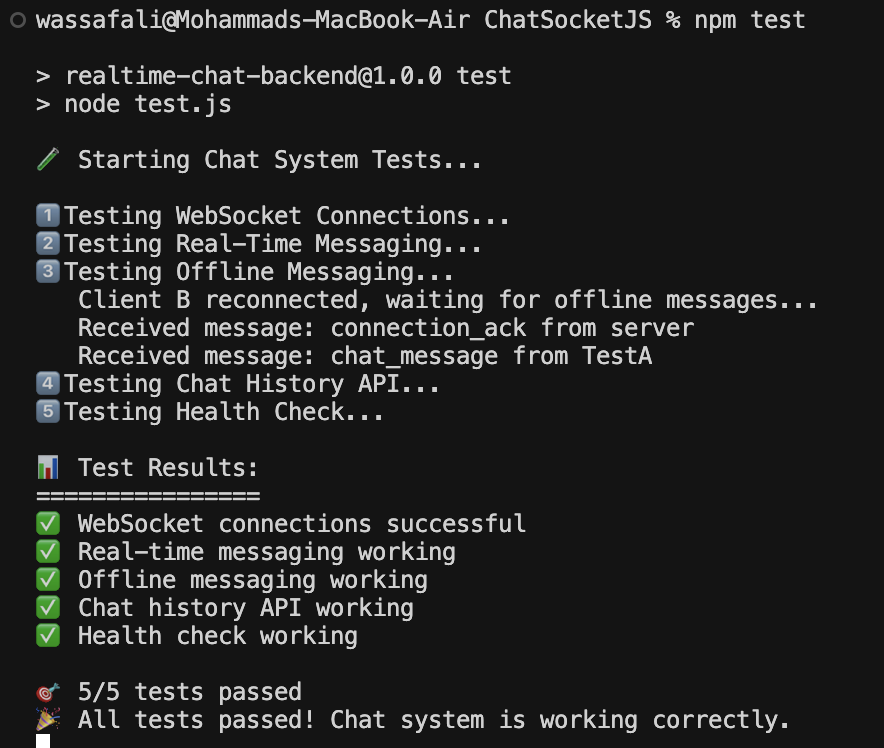 wassafali@Mohammads-MacBook-Air ChatSocketJS % npm test
> realtime-chat-backend@1.0.0 test
> node test.js
🧪 Starting Chat System Tests...
1️⃣Testing WebSocket Connections...
2️⃣Testing Real-Time Messaging...
3️⃣Testing Offline Messaging...
Client B reconnected, waiting for offline messages...
Received message: connection_ack from server
Received message: chat_message from TestA
4️⃣Testing Chat History API...
5️⃣Testing Health Check...
📊 Test Results:
================
✅ WebSocket connections successful
✅ Real-time messaging working
✅ Offline messaging working
✅ Chat history API working
✅ Health check working
🎯 5/5 tests passed
🎉 All tests passed! Chat system is working correctly.